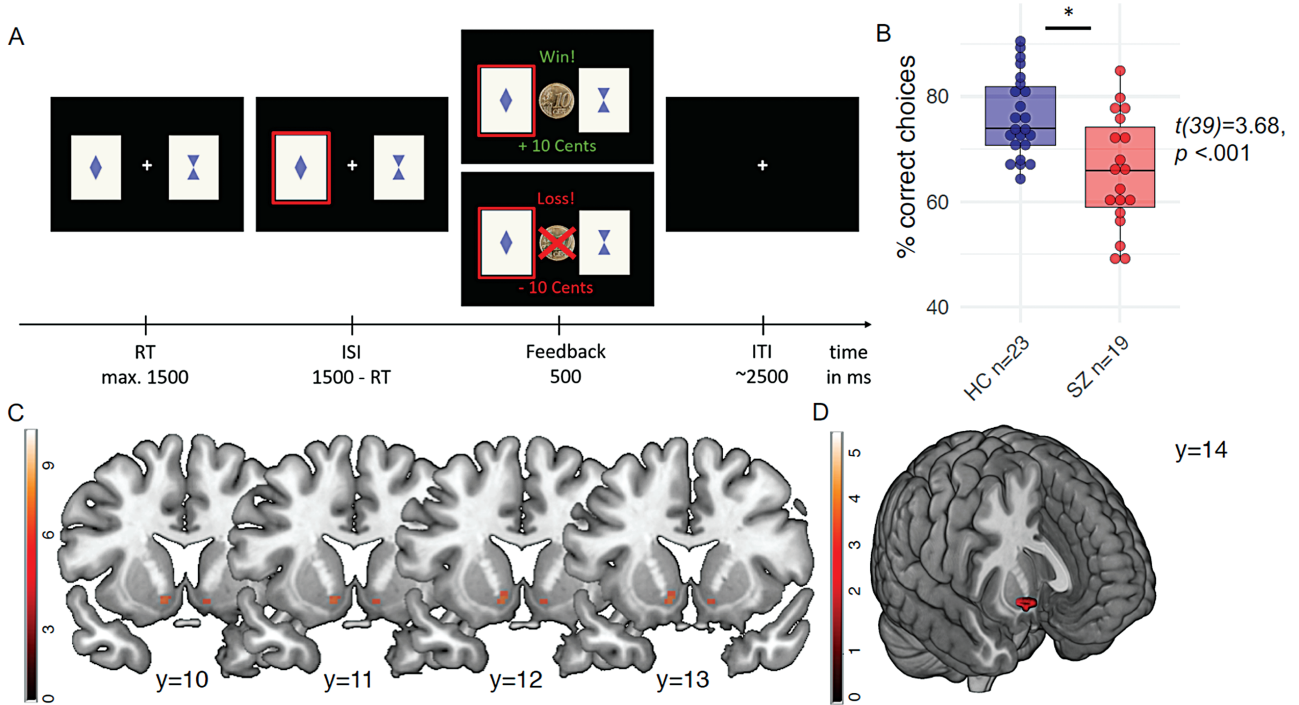 A
+
+
Win!
10
+ 10 Cents
Loss!
- 10 Cents
+
RT
max. 1500
ISI
1500 - RT
Feedback
500
ITI
~2500
time
in ms
B
*
% correct choices
80
60
40
HC n=23
SZ n=19
t(39)=3.68,
p <.001
C
9
6
3
0
y=10
y=11
y=12
y=13
D
5
4
3
2
1
0
y=14